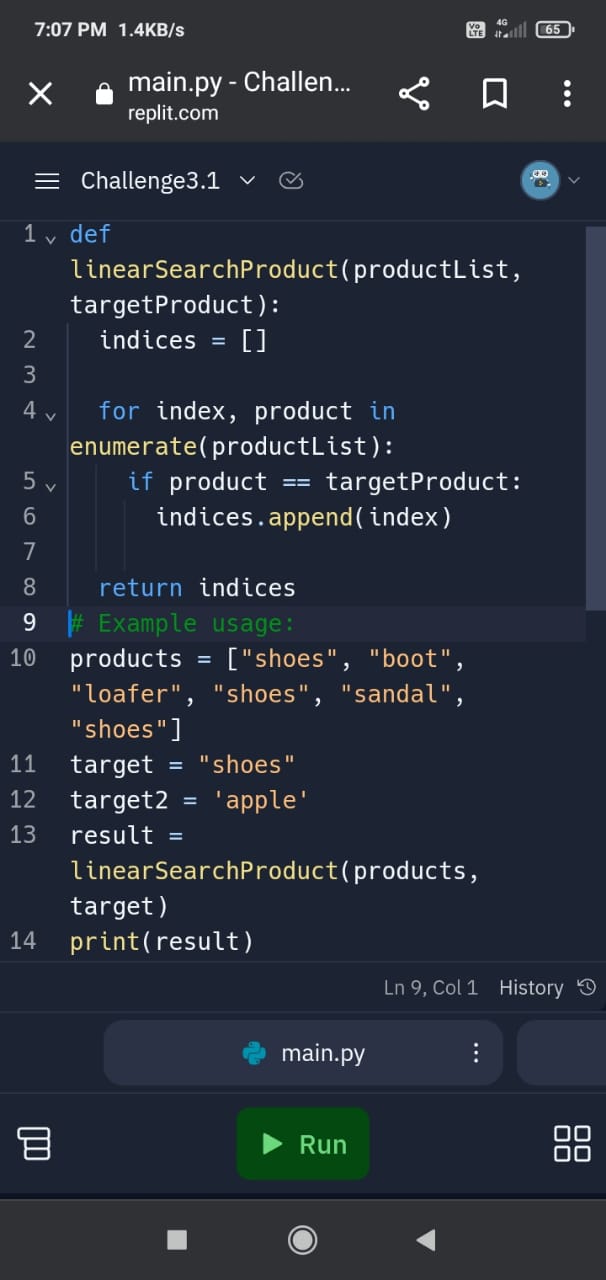 7:07 PM 1.4KB/s Vo LTE 4G 65
main.py - Challen...
replit.com
Challenge3.1
1 def
linearSearchProduct(productList,
targetProduct):
2 indices = []
3
4 for index, product in
enumerate(productList):
5 if product == targetProduct:
6 indices.append(index)
7
8 return indices
9 # Example usage:
10 products = ["shoes", "boot",
"loafer", "shoes", "sandal",
"shoes"]
11 target = "shoes"
12 target2 = 'apple'
13 result =
linearSearchProduct(products,
target)
14 print(result)
Ln 9, Col 1 History
main.py
Run